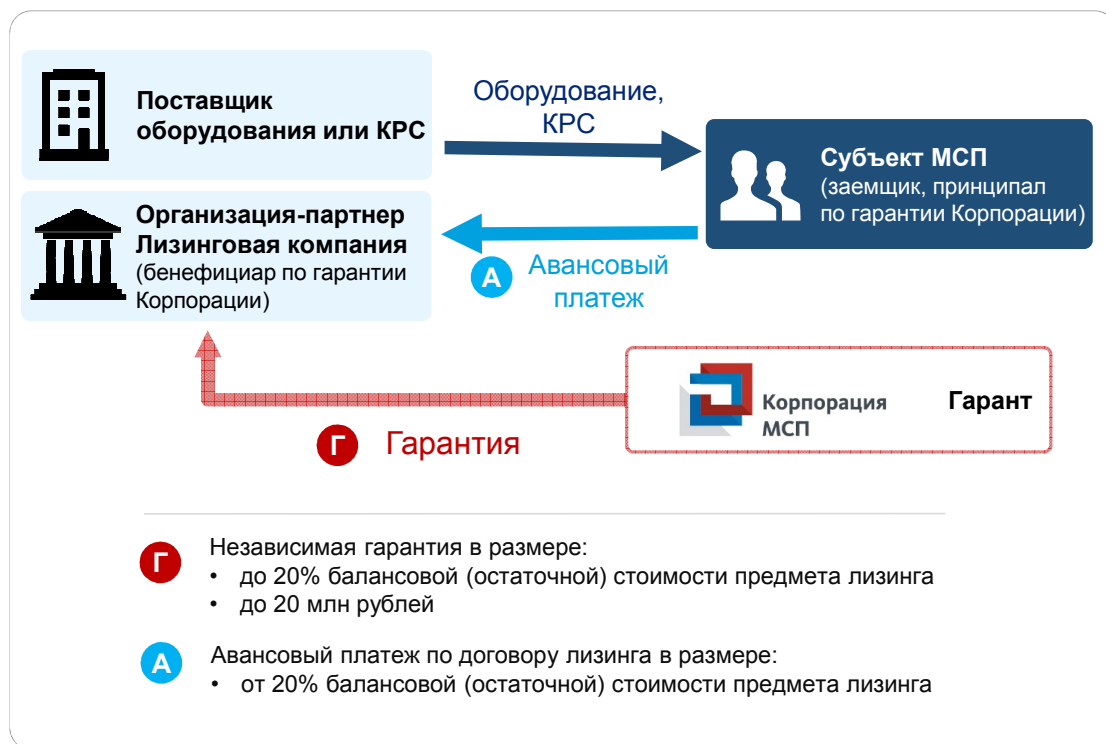 Поставщик
оборудования или КРС
Оборудование,
КРС
Субъект МСП
(заемщик, принципал
по гарантии Корпорации)
Организация-партнер
Лизинговая компания
(бенефициар по гарантии
Корпорации)
А Авансовый
платеж
Корпорация
МСП
Гарант
Г Гарантия
Г Независимая гарантия в размере:
• до 20% балансовой (остаточной) стоимости предмета лизинга
• до 20 млн рублей
А Авансовый платеж по договору лизинга в размере:
• от 20% балансовой (остаточной) стоимости предмета лизинга